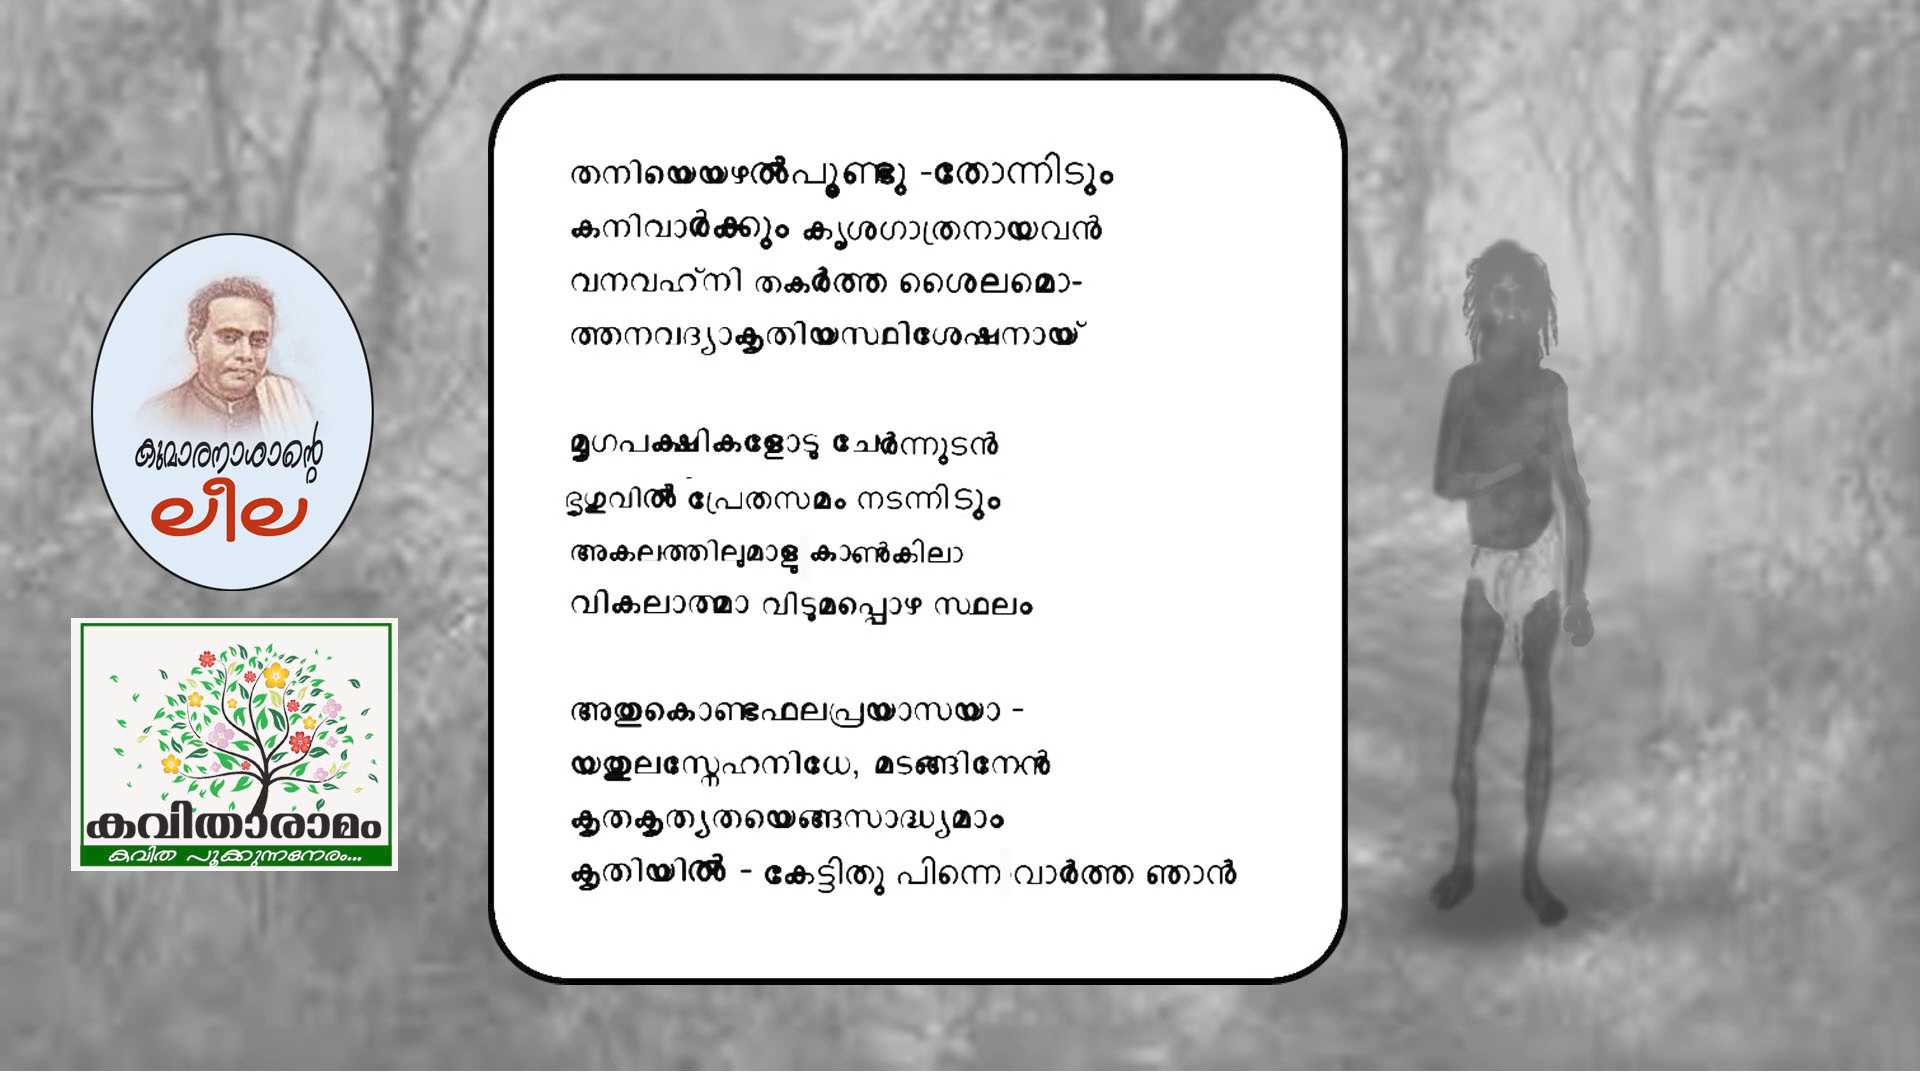 തനിയെയഴൽപൂണ്ടു -തോന്നിടും
കനിവാർക്കും കൃശഗാത്രനായവൻ
വനവഹ്നി തകർത്ത ശൈലമൊ-
ത്തനവദ്യാകൃതിയസ്ഥിശേഷനായ്
മൃഗപക്ഷികളോടു ചേർന്നുടൻ
ഭൃഗുവിൽ പ്രേതസമം നടന്നിടും
അകലത്തിലുമാളു കാൺകിലാ
വികലാത്മാ വിടുമപ്പൊഴ സ്ഥലം
അതുകൊണ്ടഫലപ്രയാസയാ -
യതുലസ്നേഹനിധേ, മടങ്ങിനേൻ
കൃതകൃത്യതയെങ്ങസാദ്ധ്യമാം
കൃതിയിൽ - കേട്ടിതു പിന്നെ വാർത്ത ഞാൻ
കുമാരനാശാന്റെ
ലീല
കവിതാരാമം
കവിത പൂക്കുന്നനേരം...